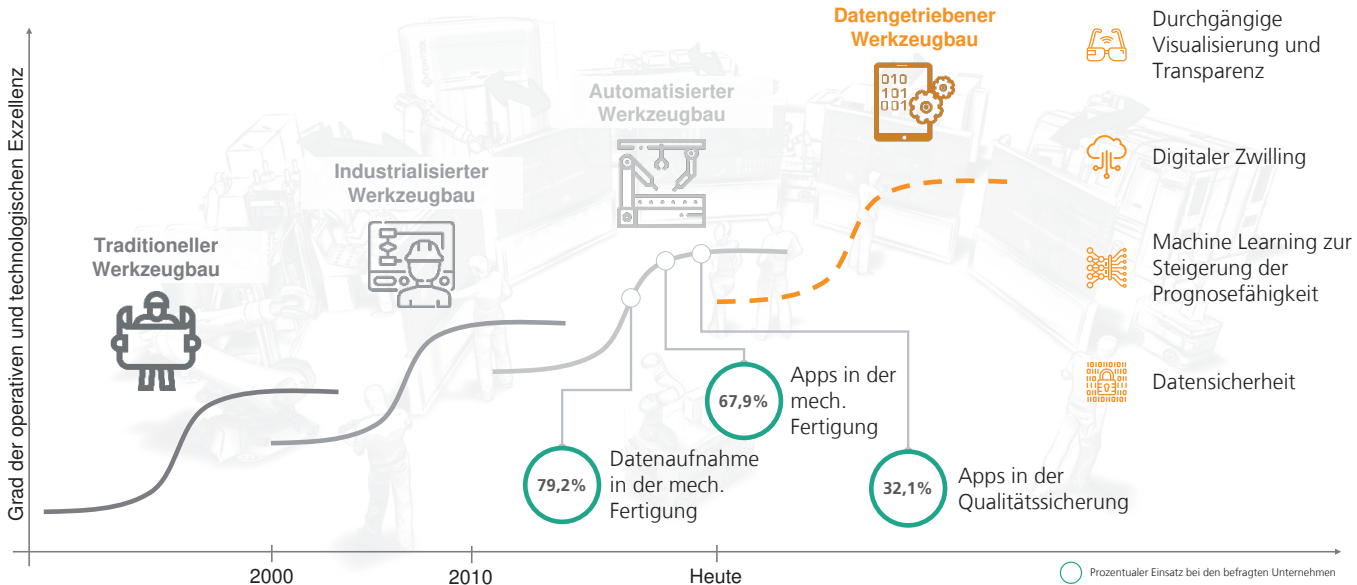 Grad der operativen und technologischen Exzellenz
Traditioneller
Werkzeugbau
Industrialisierter
Werkzeugbau
Automatisierter
Werkzeugbau
Datengetriebener
Werkzeugbau
010
101
001
Durchgängige
Visualisierung und
Transparenz
Digitaler Zwilling
Machine Learning zur
Steigerung der
Prognosefähigkeit
Datensicherheit
79,2%
Datenaufnahme
in der mech.
Fertigung
67,9%
Apps in der
mech.
Fertigung
32,1%
Apps in der
Qualitätssicherung
2000
2010
Heute
Prozentualer Einsatz bei den befragten Unternehmen